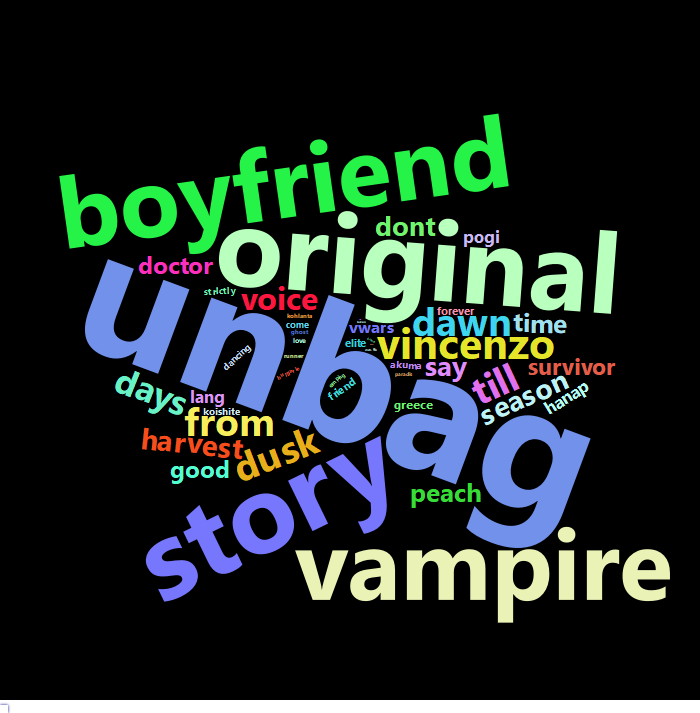 boyfriend
original
dont
pogi
doctor
strictly
voice
unbag
kohlanta
come
ghost
love
runner
dancing
forever
vwars
dawn
time
elite
vincenzo
akuma
paradis
say
survivor
till
season
hanap
friend
days
lang
koishite
from
greece
harvest
dusk
good
peach
story
vampire